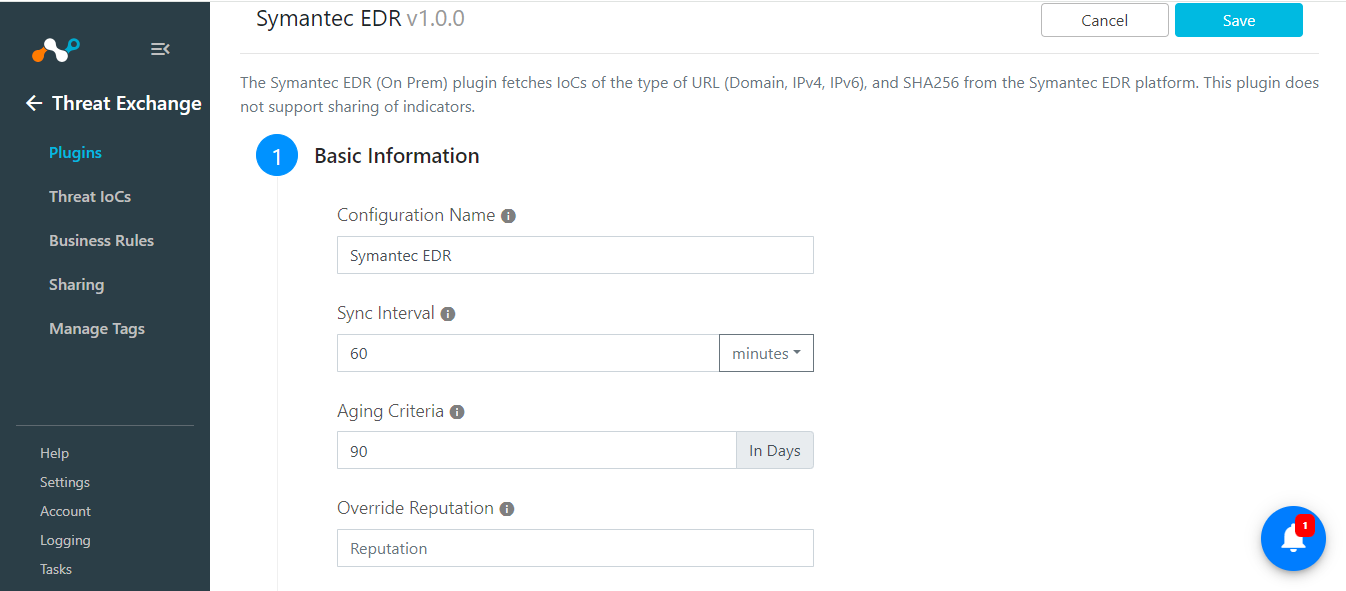 Symantec EDR v1.0.0
Cancel
Save
Threat Exchange
Plugins
Threat IoCs
Business Rules
Sharing
Manage Tags
Help
Settings
Account
Logging
Tasks
The Symantec EDR (On Prem) plugin fetches IoCs of the type of URL (Domain, IPv4, IPv6), and SHA256 from the Symantec EDR platform. This plugin does
not support sharing of indicators.
1
Basic Information
Configuration Name
Symantec EDR
Sync Interval
60
minutes
Aging Criteria
90
In Days
Override Reputation
Reputation
1